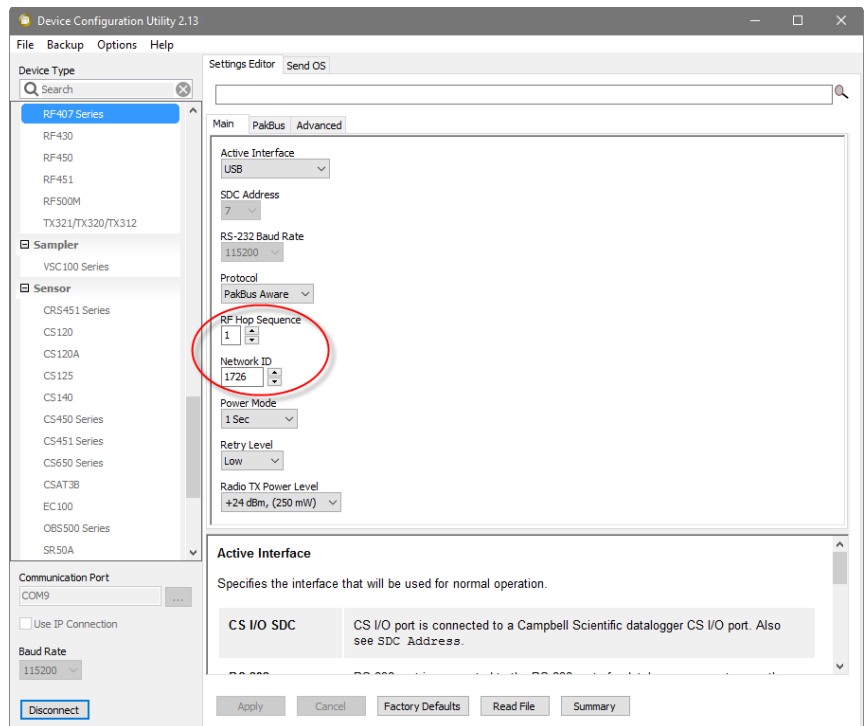 Device Configuration Utility 2.13
File Backup Options Help
Device Type
Search
RF407 Series
RF430
RF450
RF451
RF500M
TX321/TX320/TX312
Sampler
VSC100 Series
Sensor
CRS451 Series
CS120
CS120A
CS125
CS140
CS450 Series
CS451 Series
CS650 Series
CSAT3B
EC100
OBS500 Series
SR50A
Communication Port
COM9
...
Use IP Connection
Baud Rate
115200
Disconnect
Settings Editor Send OS
Main PakBus Advanced
Active Interface
USB
SDC Address
7
RS-232 Baud Rate
115200
Protocol
PakBus Aware
RF Hop Sequence
1
Network ID
1726
Power Mode
1 Sec
Retry Level
Low
Radio TX Power Level
+24 dBm, (250 mW)
Active Interface
Specifies the interface that will be used for normal operation.
CS I/O SDC
CS I/O port is connected to a Campbell Scientific datalogger CS I/O port. Also
see SDC Address.
Apply Cancel Factory Defaults Read File Summary